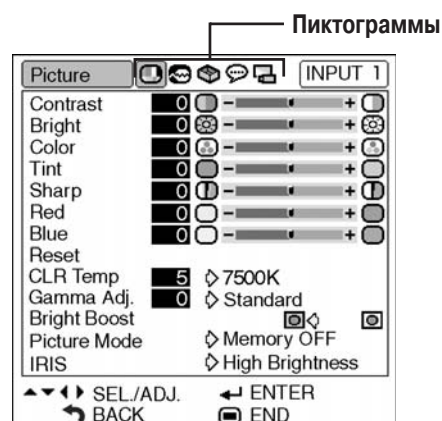 Пиктограммы
Picture INPUT 1
Contrast 0 - +
Bright 0 - +
Color 0 - +
Tint 0 - +
Sharp 0 - +
Red 0 - +
Blue 0 - +
Reset
CLR Temp 5 7500K
Gamma Adj. 0 Standard
Bright Boost
Picture Mode Memory OFF
IRIS High Brightness
SEL./ADJ. ENTER
BACK END